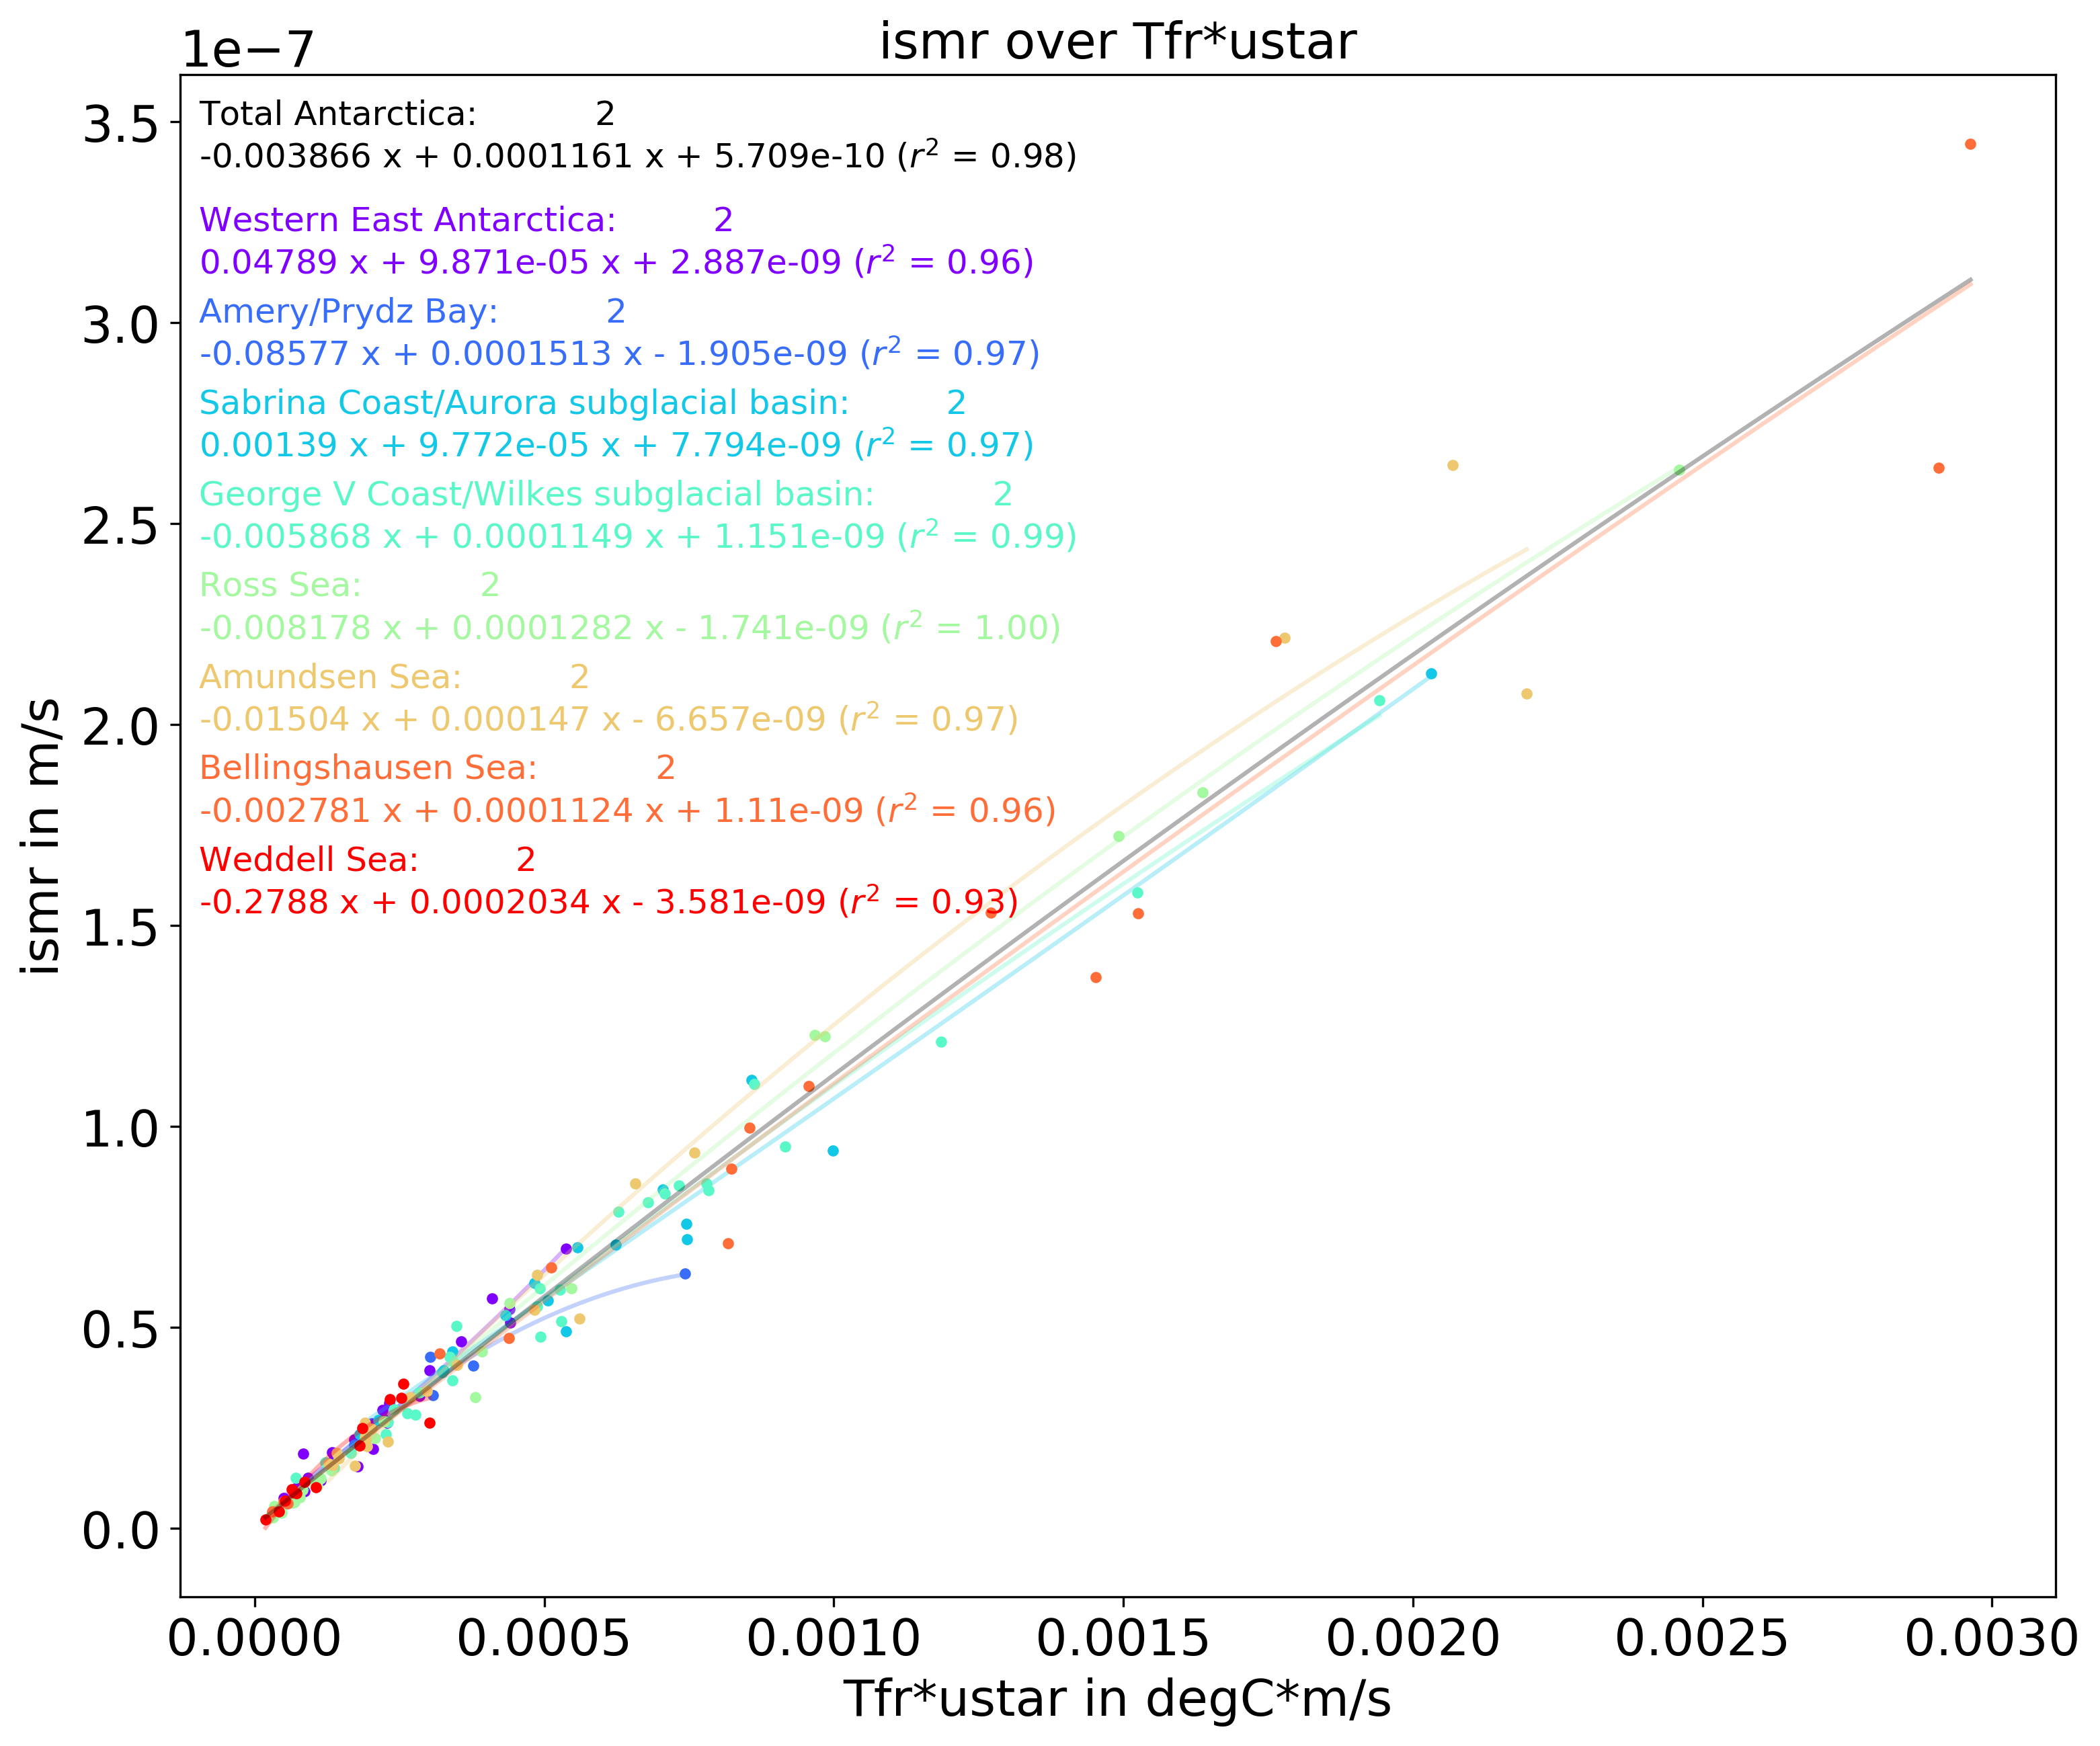 ismr over Tfr*ustar
1e−7
Total Antarctica: 2
-0.003866 x + 0.0001161 x + 5.709e-10 (r² = 0.98)
Western East Antarctica: 2
0.04789 x + 9.871e-05 x + 2.887e-09 (r² = 0.96)
Amery/Prydz Bay: 2
-0.08577 x + 0.0001513 x - 1.905e-09 (r² = 0.97)
Sabrina Coast/Aurora subglacial basin: 2
0.00139 x + 9.772e-05 x + 7.794e-09 (r² = 0.97)
George V Coast/Wilkes subglacial basin: 2
-0.005868 x + 0.0001149 x + 1.151e-09 (r² = 0.99)
Ross Sea: 2
-0.008178 x + 0.0001282 x - 1.741e-09 (r² = 1.00)
Amundsen Sea: 2
-0.01504 x + 0.000147 x - 6.657e-09 (r² = 0.97)
Bellingshausen Sea: 2
-0.002781 x + 0.0001124 x + 1.11e-09 (r² = 0.96)
Weddell Sea: 2
-0.2788 x + 0.0002034 x - 3.581e-09 (r² = 0.93)
3.5
3.0
2.5
2.0
1.5
1.0
0.5
0.0
ismr in m/s
0.0000 0.0005 0.0010 0.0015 0.0020 0.0025 0.0030
Tfr*ustar in degC*m/s